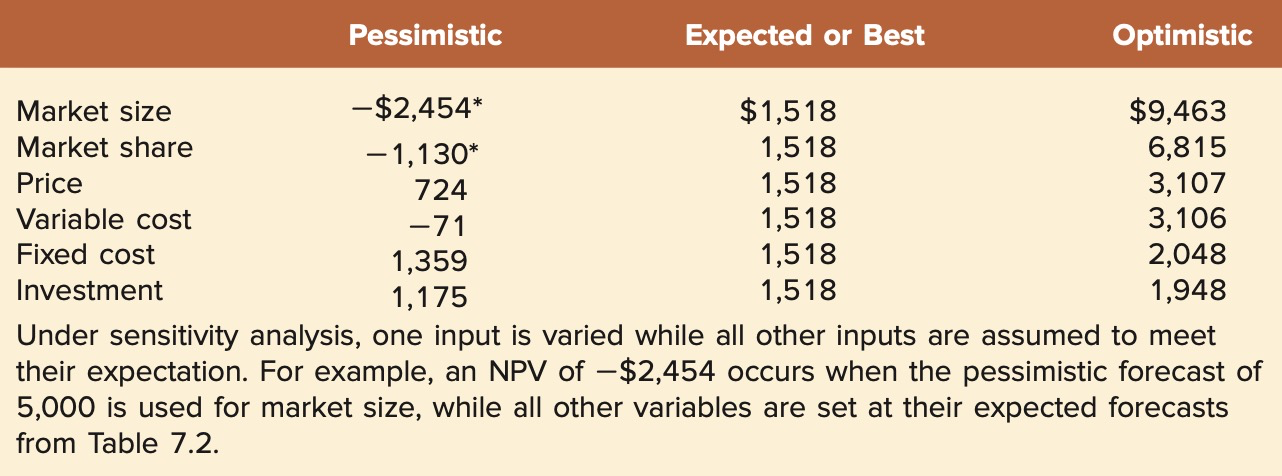 Pessimistic Expected or Best Optimistic
Market size −$2,454* $1,518 $9,463
Market share −1,130* 1,518 6,815
Price 724 1,518 3,107
Variable cost −71 1,518 3,106
Fixed cost 1,359 1,518 2,048
Investment 1,175 1,518 1,948
Under sensitivity analysis, one input is varied while all other inputs are assumed to meet
their expectation. For example, an NPV of −$2,454 occurs when the pessimistic forecast of
5,000 is used for market size, while all other variables are set at their expected forecasts
from Table 7.2.